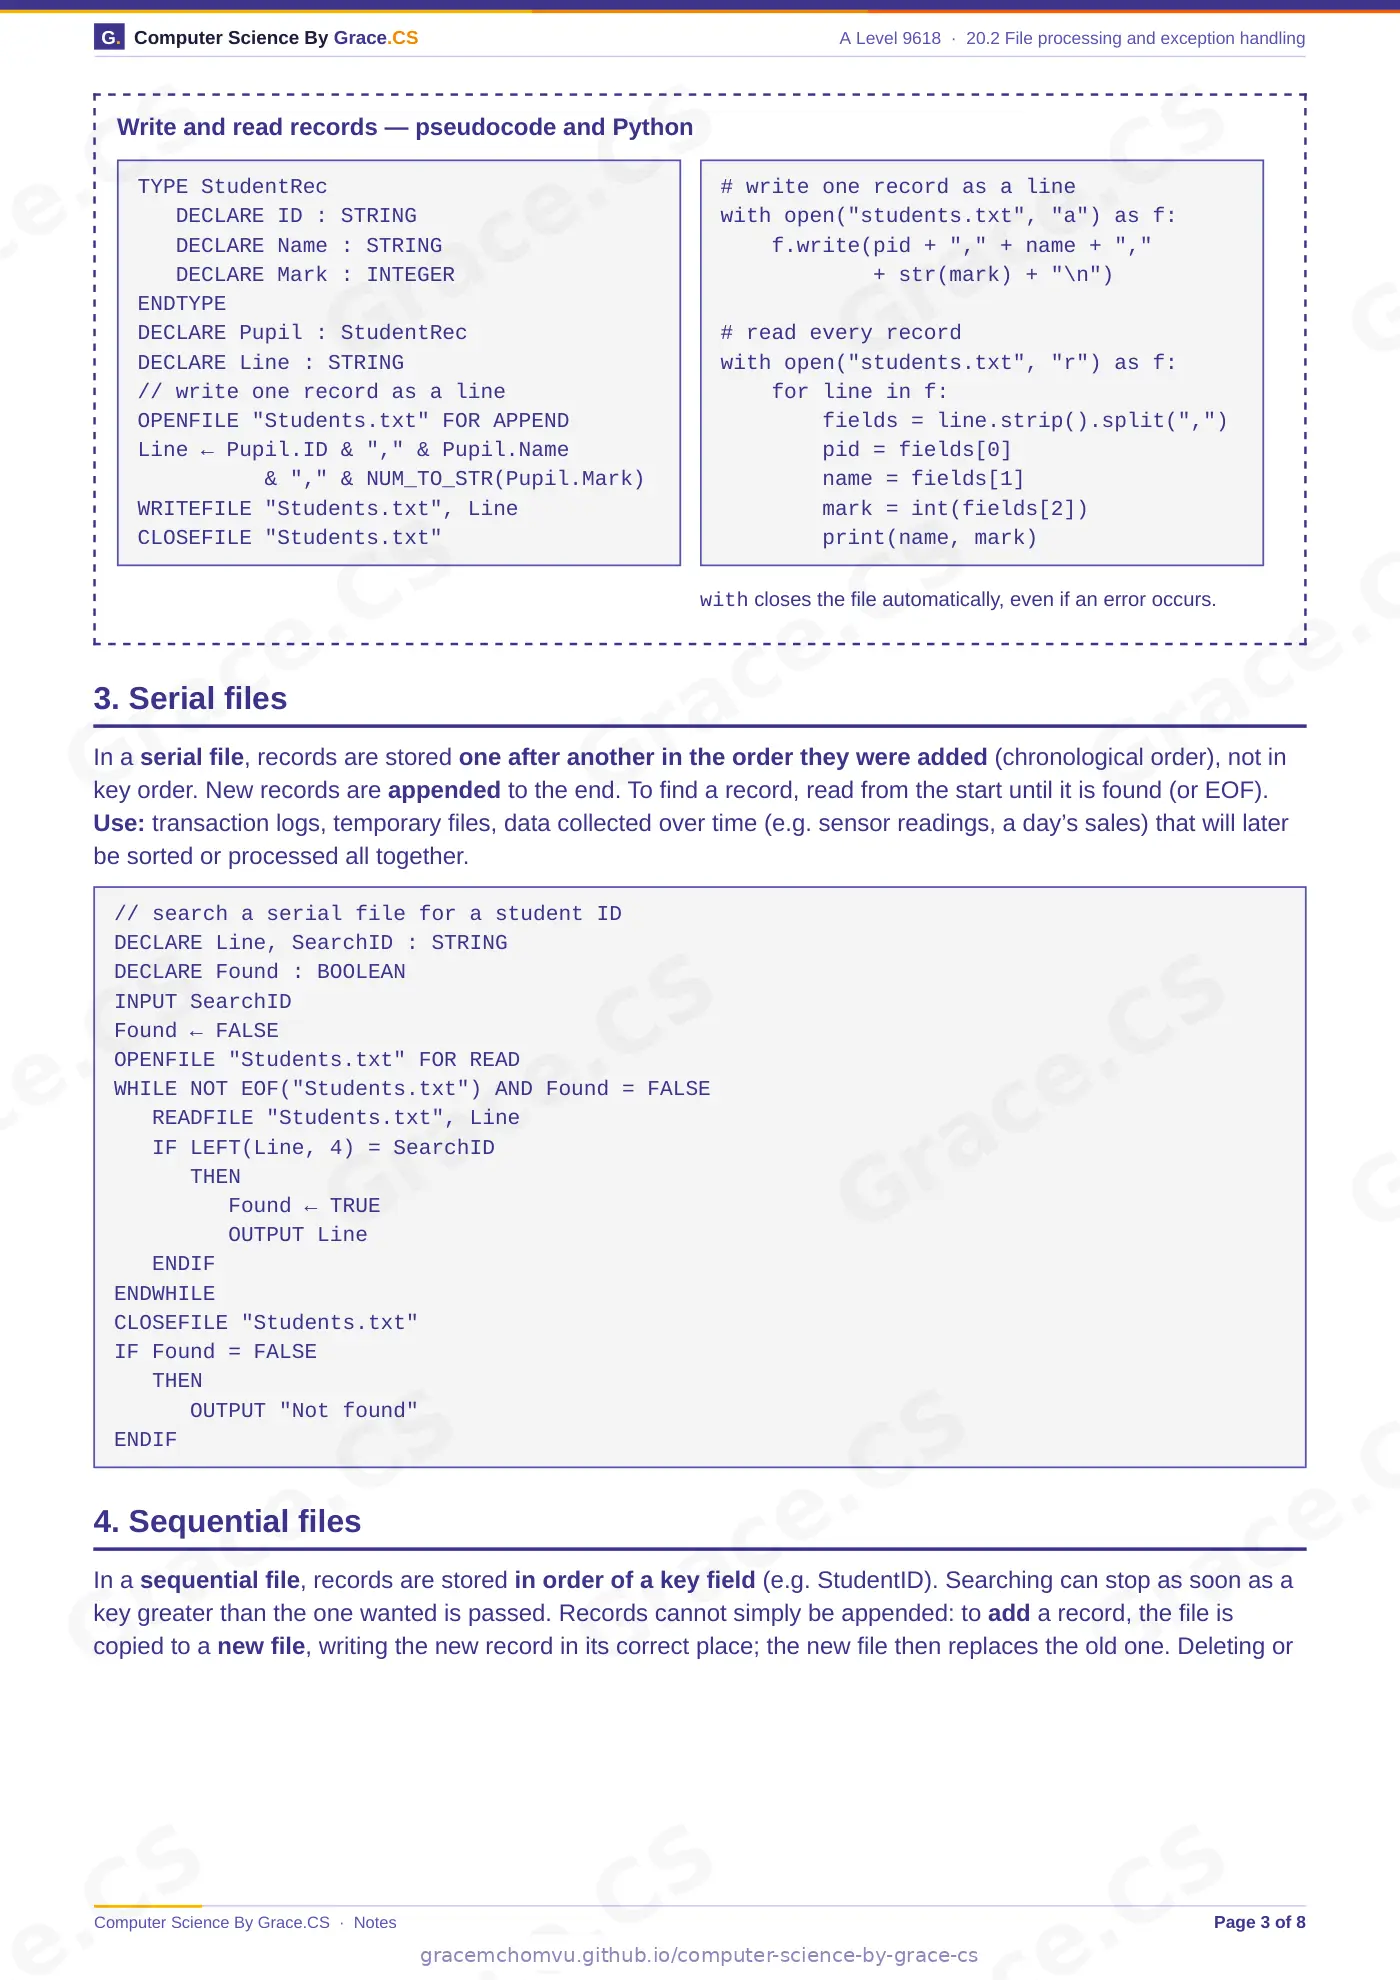 G. Computer Science By Grace.CS
A Level 9618 · 20.2 File processing and exception handling
Write and read records — pseudocode and Python
TYPE StudentRec
   DECLARE ID : STRING
   DECLARE Name : STRING
   DECLARE Mark : INTEGER
ENDTYPE
DECLARE Pupil : StudentRec
DECLARE Line : STRING
// write one record as a line
OPENFILE "Students.txt" FOR APPEND
Line ← Pupil.ID & "," & Pupil.Name
          & "," & NUM_TO_STR(Pupil.Mark)
WRITEFILE "Students.txt", Line
CLOSEFILE "Students.txt"
# write one record as a line
with open("students.txt", "a") as f:
    f.write(pid + "," + name + ","
            + str(mark) + "\n")
# read every record
with open("students.txt", "r") as f:
    for line in f:
        fields = line.strip().split(",")
        pid = fields[0]
        name = fields[1]
        mark = int(fields[2])
        print(name, mark)
with closes the file automatically, even if an error occurs.
3. Serial files
In a serial file, records are stored one after another in the order they were added (chronological order), not in
key order. New records are appended to the end. To find a record, read from the start until it is found (or EOF).
Use: transaction logs, temporary files, data collected over time (e.g. sensor readings, a day’s sales) that will later
be sorted or processed all together.
// search a serial file for a student ID
DECLARE Line, SearchID : STRING
DECLARE Found : BOOLEAN
INPUT SearchID
Found ← FALSE
OPENFILE "Students.txt" FOR READ
WHILE NOT EOF("Students.txt") AND Found = FALSE
   READFILE "Students.txt", Line
   IF LEFT(Line, 4) = SearchID
      THEN
         Found ← TRUE
         OUTPUT Line
   ENDIF
ENDWHILE
CLOSEFILE "Students.txt"
IF Found = FALSE
   THEN
      OUTPUT "Not found"
ENDIF
4. Sequential files
In a sequential file, records are stored in order of a key field (e.g. StudentID). Searching can stop as soon as a
key greater than the one wanted is passed. Records cannot simply be appended: to add a record, the file is
copied to a new file, writing the new record in its correct place; the new file then replaces the old one. Deleting or
Computer Science By Grace.CS · Notes
Page 3 of 8
gracemchomvu.github.io/computer-science-by-grace-cs